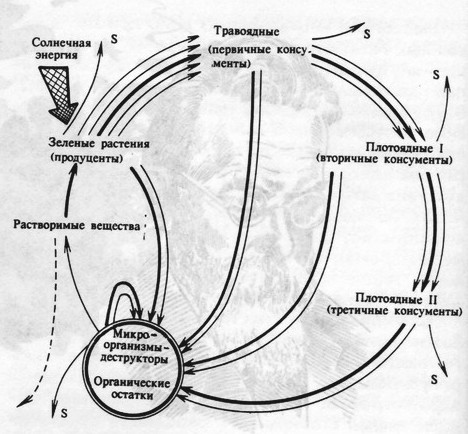 Солнечная
энергия
S
Травоядные
(первичные консу-
менты)
S
S
Зеленые растения
(продуценты)
Плотоядные I
(вторичные консументы)
Растворимые вещества
Плотоядные II
(третичные консументы)
Микро-
организмы-
деструкторы
Органические
остатки
S
S